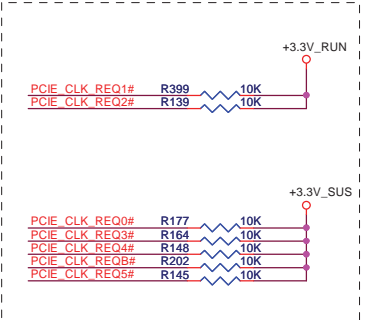 +3.3V_RUN
PCIE_CLK_REQ1# R399 10K
PCIE_CLK_REQ2# R139 10K
+3.3V_SUS
PCIE_CLK_REQ0# R177 10K
PCIE_CLK_REQ3# R164 10K
PCIE_CLK_REQ4# R148 10K
PCIE_CLK_REQB# R202 10K
PCIE_CLK_REQ5# R145 10K